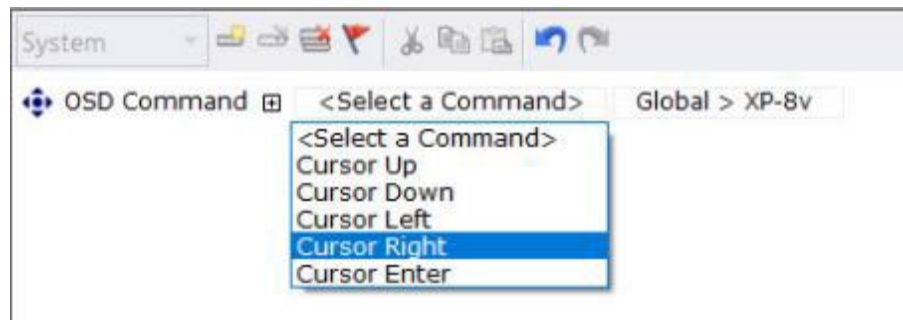 System
OSD Command <Select a Command> Global > XP-8v
<Select a Command>
Cursor Up
Cursor Down
Cursor Left
Cursor Right
Cursor Enter